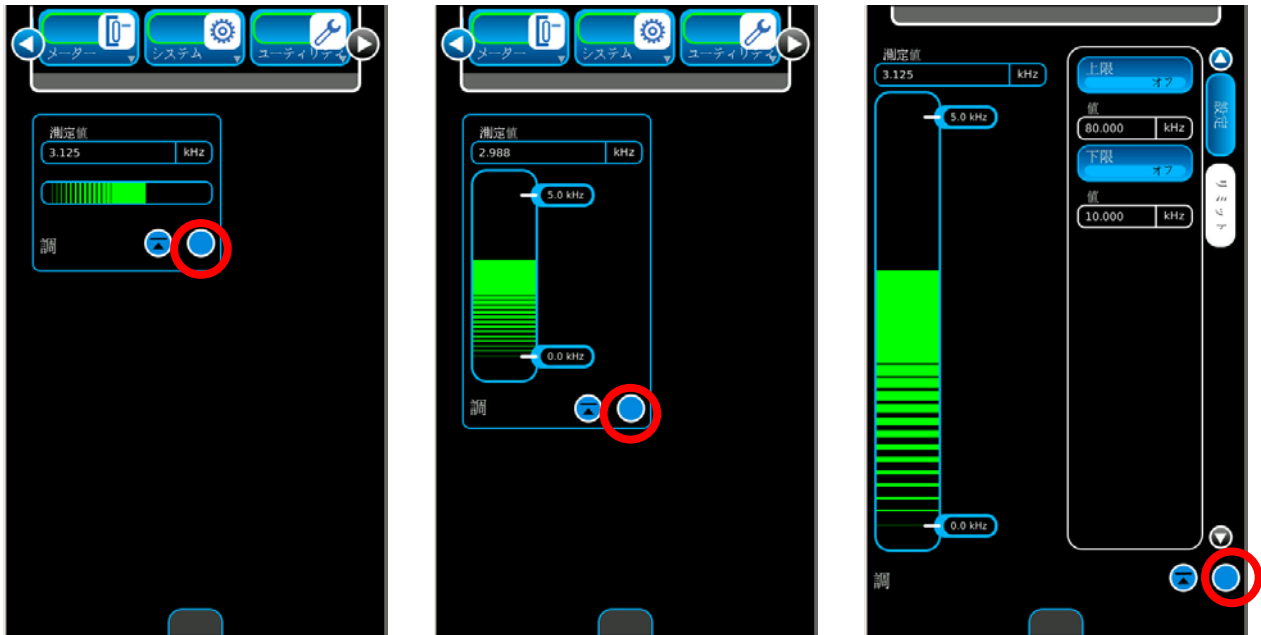 メーター
システム
ユーティリティ
測定値
3.125 kHz
調
メーター
システム
ユーティリティ
測定値
2.988 kHz
5.0 kHz
0.0 kHz
調
測定値
3.125 kHz
5.0 kHz
0.0 kHz
調
上限
オフ
値
80.000 kHz
下限
オフ
値
10.000 kHz
設定
リミット